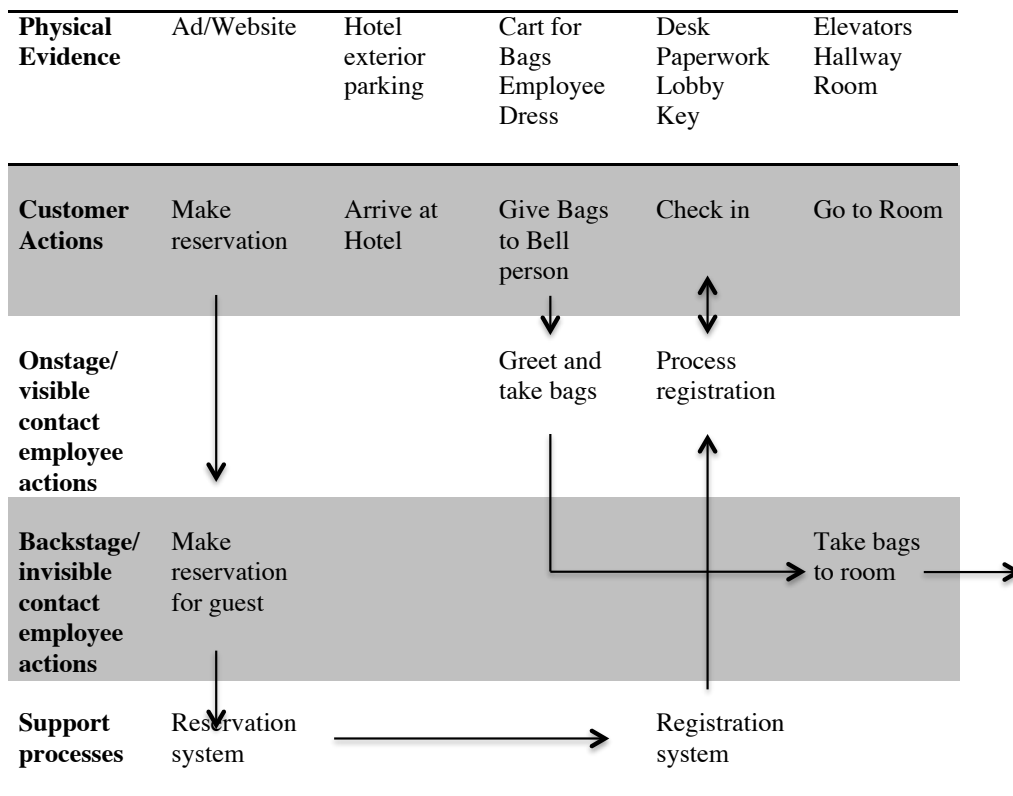 Physical Evidence
Ad/Website
Hotel exterior parking
Cart for Bags Employee Dress
Desk Paperwork Lobby Key
Elevators Hallway Room
Customer Actions
Make reservation
Arrive at Hotel
Give Bags to Bell person
Check in
Go to Room
Onstage/ visible contact employee actions
Greet and take bags
Process registration
Backstage/ invisible contact employee actions
Make reservation for guest
Take bags to room
Support processes
Reservation system
Registration system